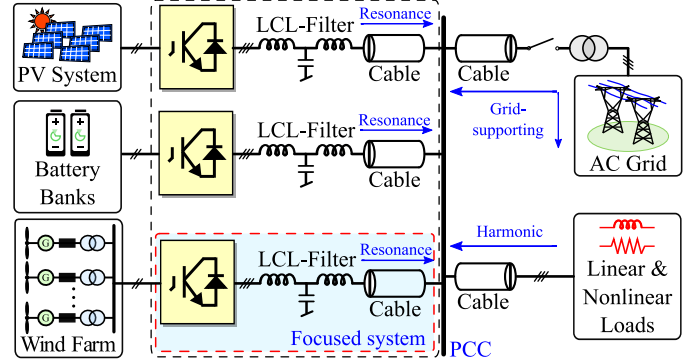 PV System
LCL-Filter
Resonance
Cable
Cable
Grid-
supporting
AC Grid
Battery
Banks
LCL-Filter
Resonance
Cable
G
G
G
Wind Farm
LCL-Filter
Resonance
Cable
Focused system
PCC
Harmonic
Cable
Linear &
Nonlinear
Loads